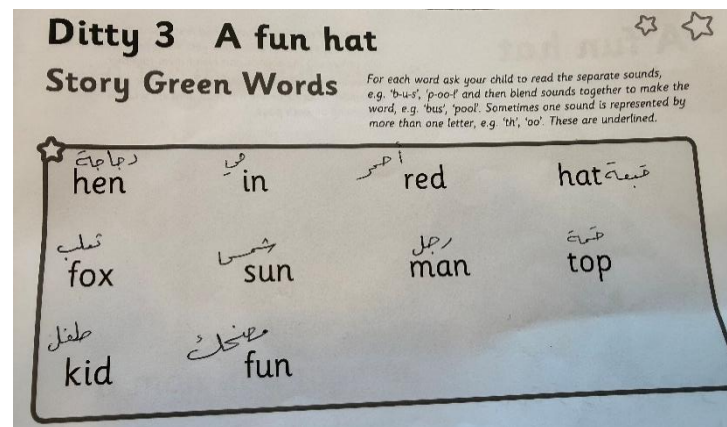 Ditty 3 A fun hat
Story Green Words
For each word ask your child to read the separate sounds,
e.g. 'b-u-s', 'p-oo-l' and then blend sounds together to make the
word, e.g. 'bus', 'pool'. Sometimes one sound is represented by
more than one letter, e.g. 'th', 'oo'. These are underlined.
دجاجة في أحمر
hen in red hat قبعة
ثعلب شمس رجل قمة
fox sun man top
طفل مضحك
kid fun